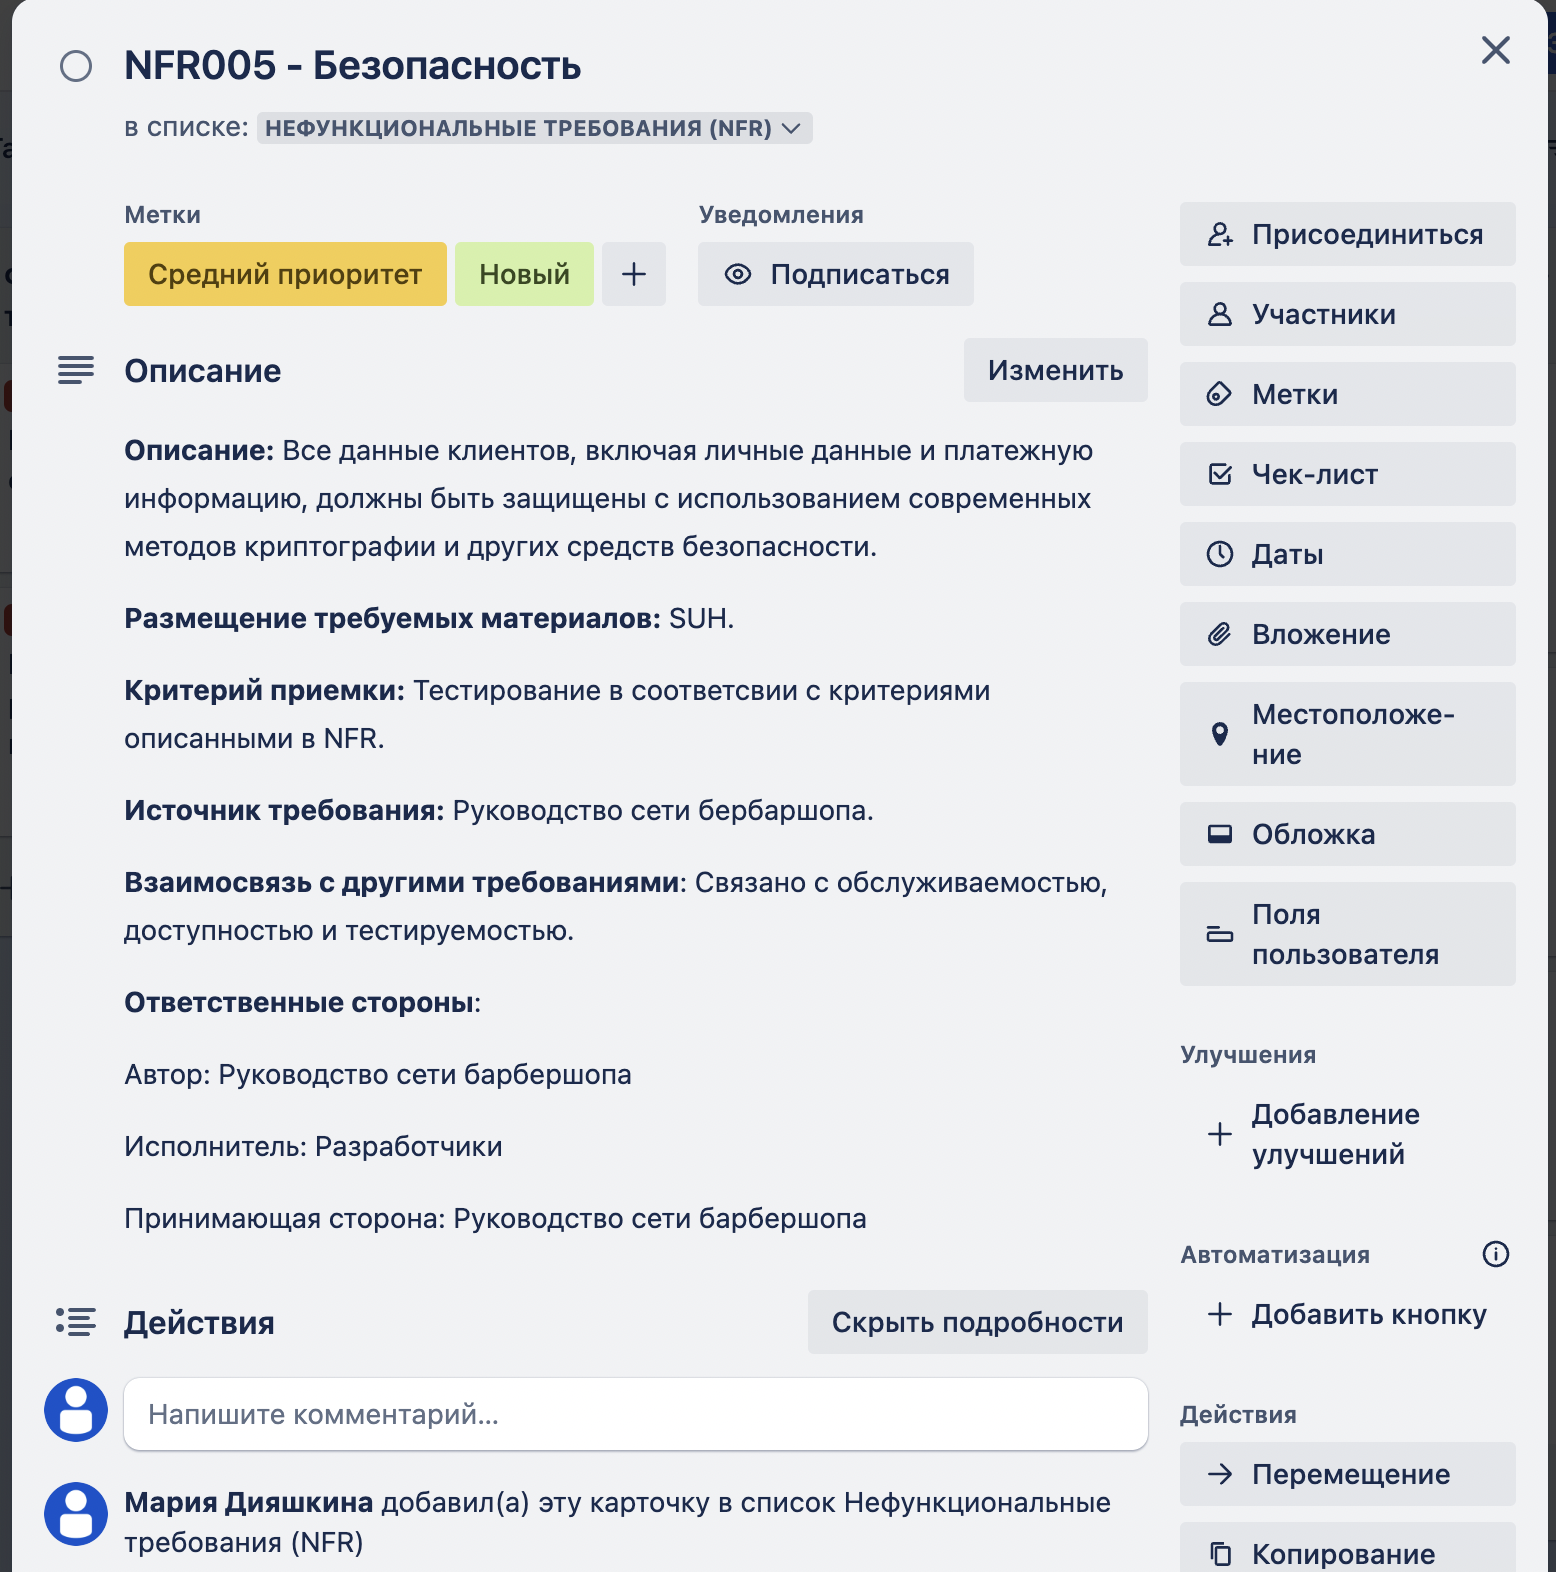 NFR005 - Безопасность
в списке: НЕФУНКЦИОНАЛЬНЫЕ ТРЕБОВАНИЯ (NFR)
Метки
Средний приоритет
Новый
Уведомления
Подписаться
Описание
Изменить
Описание: Все данные клиентов, включая личные данные и платежную
информацию, должны быть защищены с использованием современных
методов криптографии и других средств безопасности.
Размещение требуемых материалов: SUH.
Критерий приемки: Тестирование в соответсвии с критериями
описанными в NFR.
Источник требования: Руководство сети бербаршопа.
Взаимосвязь с другими требованиями: Связано с обслуживаемостью,
доступностью и тестируемостью.
Ответственные стороны:
Автор: Руководство сети барбершопа
Исполнитель: Разработчики
Принимающая сторона: Руководство сети барбершопа
Действия
Скрыть подробности
Напишите комментарий...
Мария Дияшкина добавил(а) эту карточку в список Нефункциональные
требования (NFR)
Присоединиться
Участники
Метки
Чек-лист
Даты
Вложение
Местоположе-
ние
Обложка
Поля
пользователя
Улучшения
Добавление
улучшений
Автоматизация
Добавить кнопку
Действия
Перемещение
Копирование